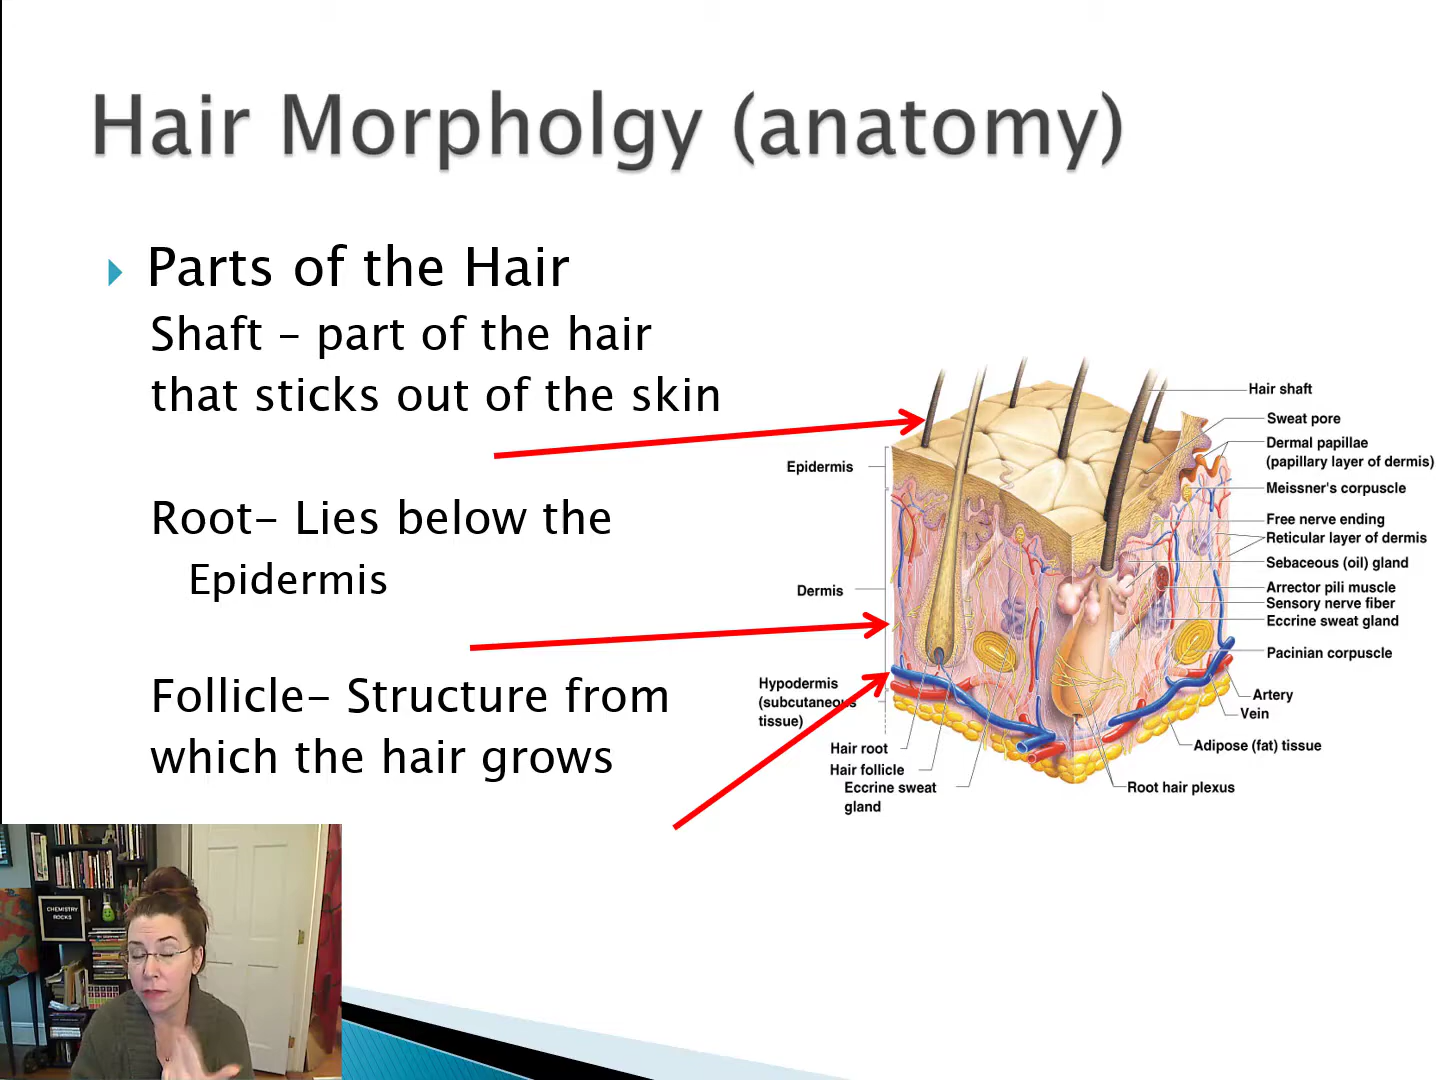 Hair Morpholgy (anatomy)
Parts of the Hair
Shaft – part of the hair
that sticks out of the skin
Root– Lies below the
Epidermis
Follicle– Structure from
which the hair grows
Epidermis
Dermis
Hypodermis
(subcutaneous
tissue)
Hair root
Hair follicle
Eccrine sweat
gland
Hair shaft
Sweat pore
Dermal papillae
(papillary layer of dermis)
Meissner's corpuscle
Free nerve ending
Reticular layer of dermis
Sebaceous (oil) gland
Arrector pili muscle
Sensory nerve fiber
Eccrine sweat gland
Pacinian corpuscle
Artery
Vein
Adipose (fat) tissue
Root hair plexus
CHEMISTRY
ROCKS